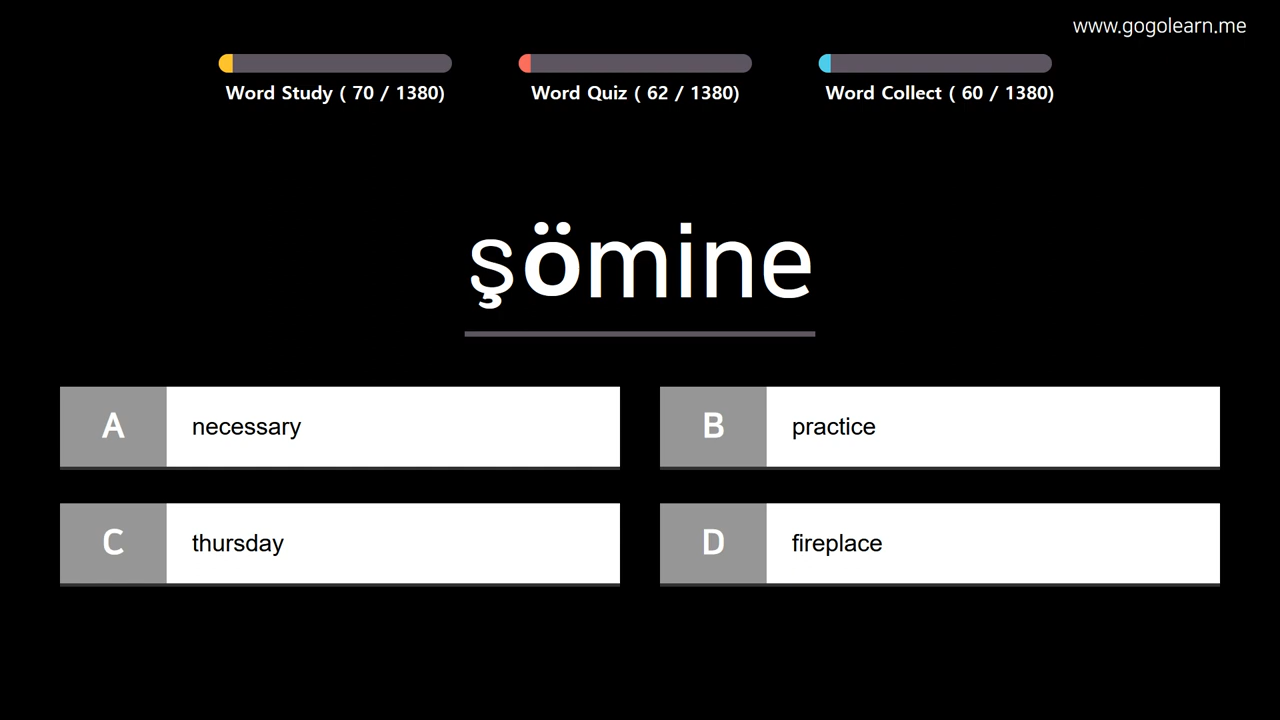 www.gogolearn.me
Word Study ( 70 / 1380)
Word Quiz ( 62 / 1380)
Word Collect ( 60 / 1380)
şömine
A necessary
B practice
C thursday
D fireplace